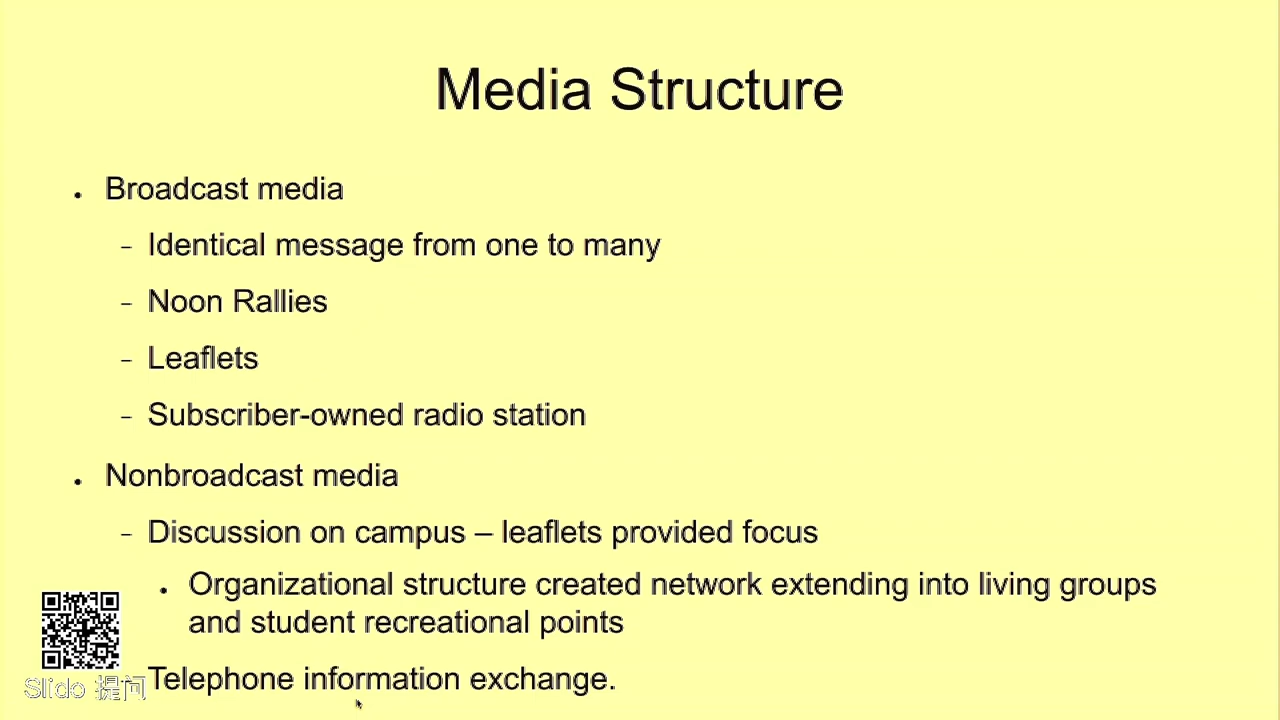 Media Structure
Broadcast media
– Identical message from one to many
– Noon Rallies
– Leaflets
– Subscriber-owned radio station
Nonbroadcast media
– Discussion on campus – leaflets provided focus
Organizational structure created network extending into living groups
and student recreational points
Telephone information exchange.
Slido 提问